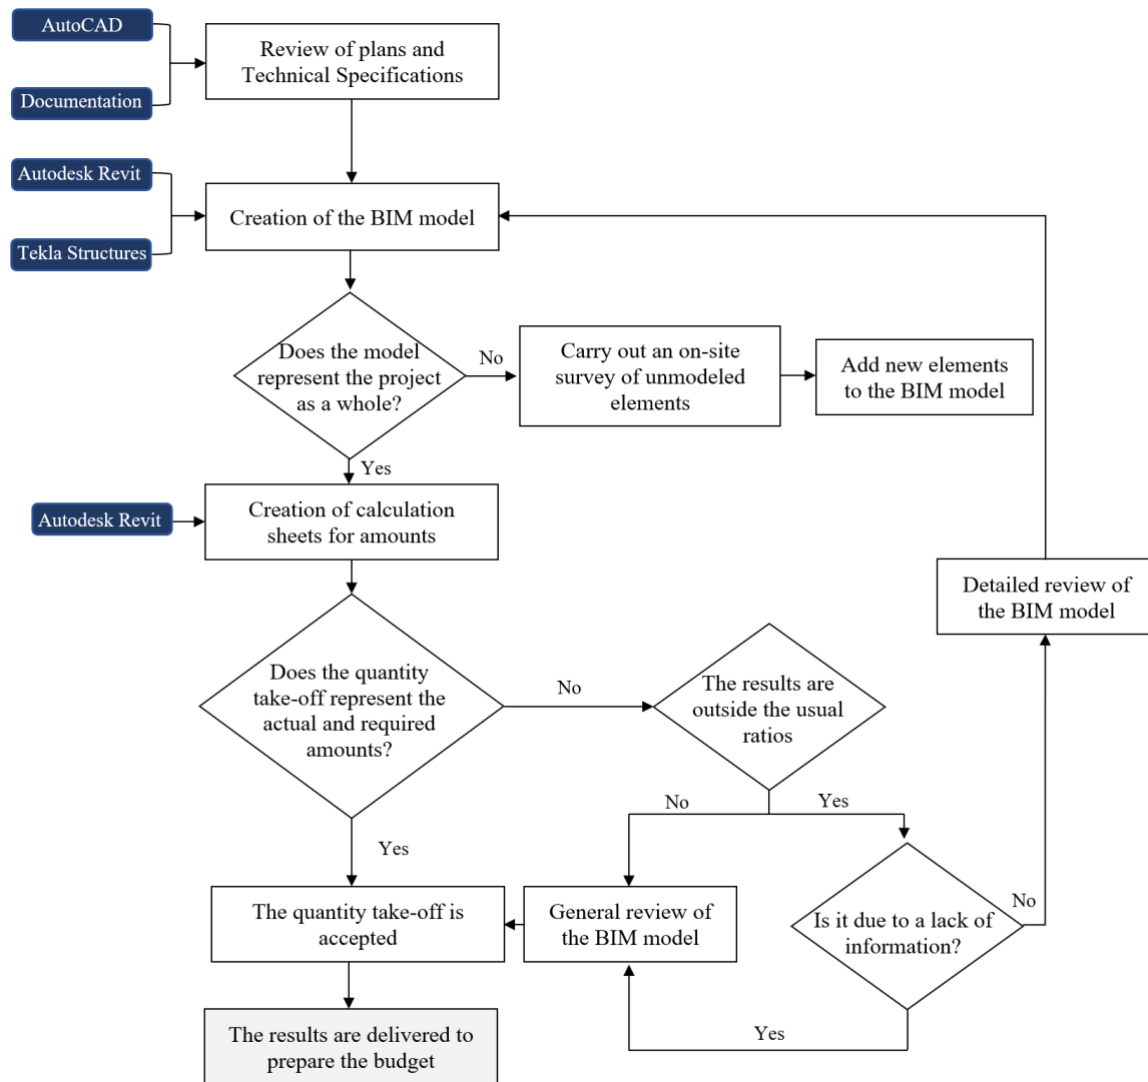 AutoCAD
Documentation
Review of plans and
Technical Specifications
Autodesk Revit
Tekla Structures
Creation of the BIM model
Does the model
represent the project
as a whole?
No
Carry out an on-site
survey of unmodeled
elements
Add new elements
to the BIM model
Yes
Autodesk Revit
Creation of calculation
sheets for amounts
Detailed review of
the BIM model
Does the quantity
take-off represent the
actual and required
amounts?
No
The results are
outside the usual
ratios
No
Yes
Yes
The quantity take-off is
accepted
General review of
the BIM model
Is it due to a lack of
information?
No
Yes
The results are delivered to
prepare the budget